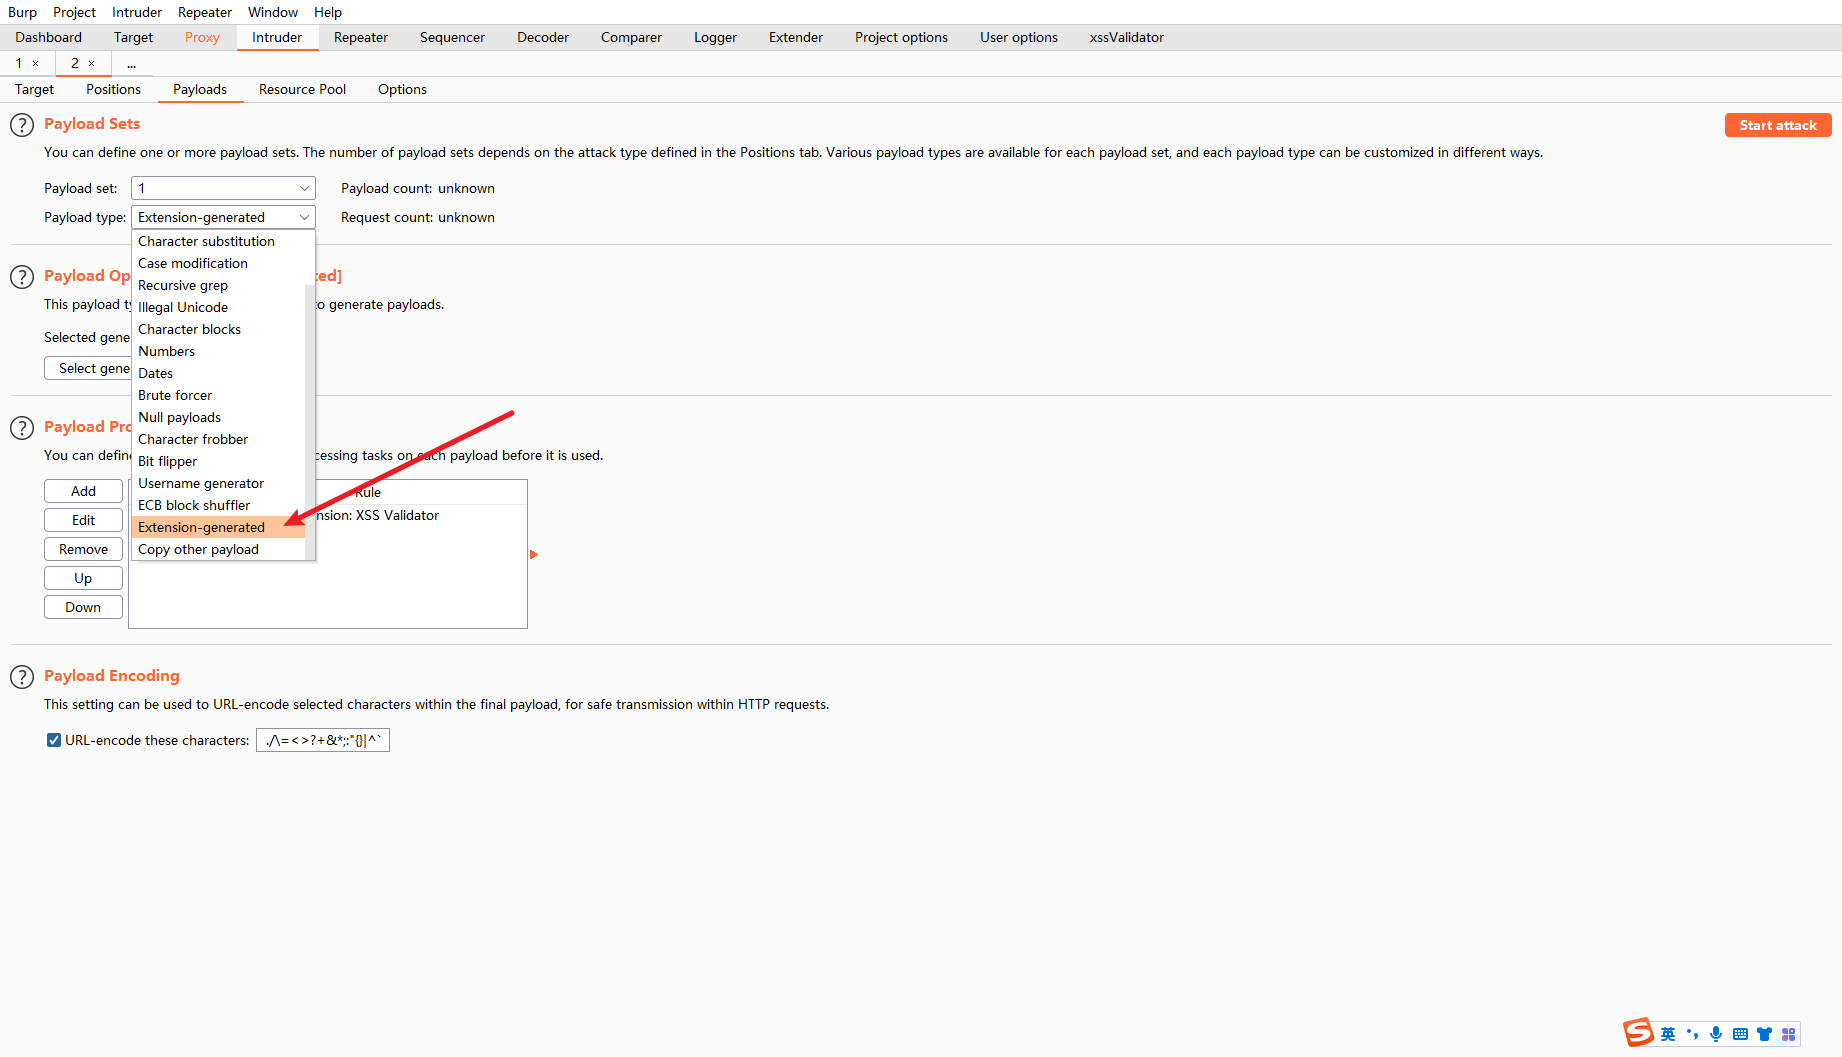 Burp Project Intruder Repeater Window Help
Dashboard Target Proxy Intruder Repeater Sequencer Decoder Comparer Logger Extender Project options User options xssValidator
1 × 2 × ...
Target Positions Payloads Resource Pool Options
? Payload Sets
Start attack
You can define one or more payload sets. The number of payload sets depends on the attack type defined in the Positions tab. Various payload types are available for each payload set, and each payload type can be customized in different ways.
Payload set: 1 Payload count: unknown
Payload type: Extension-generated Request count: unknown
Character substitution
Case modification
Recursive grep
Illegal Unicode
Character blocks
Numbers
Dates
Brute forcer
Null payloads
Character frobber
Bit flipper
Username generator
ECB block shuffler
Extension-generated
Copy other payload
? Payload Op ted]
This payload ty to generate payloads.
Selected gene
Select gene
? Payload Pro
You can define cessing tasks on each payload before it is used.
Add
Edit
Remove
Up
Down
Rule
nsion: XSS Validator
? Payload Encoding
This setting can be used to URL-encode selected characters within the final payload, for safe transmission within HTTP requests.
URL-encode these characters: ./\=<>?+&*;:"{}|^`
S 英